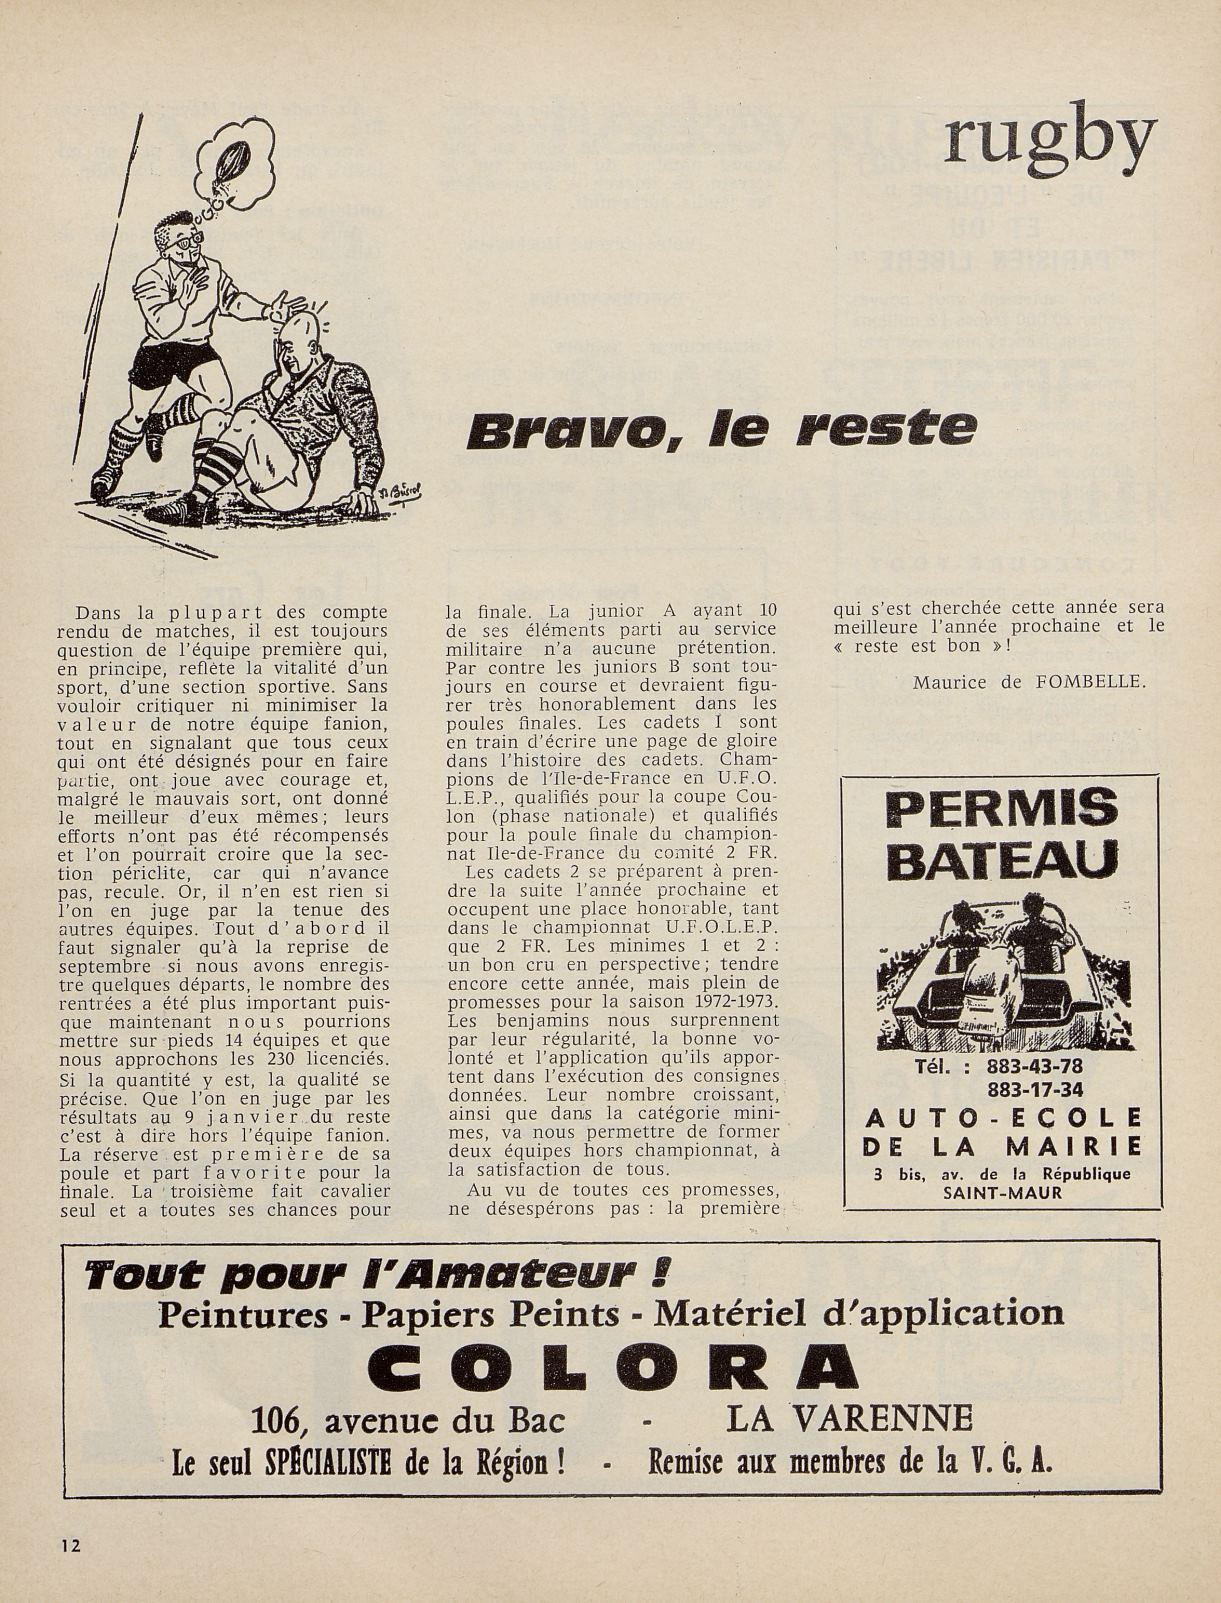 rugby
Bravo, le reste
Dans la plupart des compte
rendu de matches, il est toujours
question de l'équipe première qui,
en principe, reflète la vitalité d'un
sport, d'une section sportive. Sans
vouloir critiquer ni minimiser la
valeur de notre équipe fanion,
tout en signalant que tous ceux
qui ont été désignés pour en faire
partie, ont joue avec courage et,
malgré le mauvais sort, ont donné
le meilleur d'eux mêmes; leurs
efforts n'ont pas été récompensés
et l'on pourrait croire que la sec-
tion périclite, car qui n'avance
pas, recule. Or, il n'en est rien si
l'on en juge par la tenue des
autres équipes. Tout d'abord il
faut signaler qu'à la reprise de
septembre si nous avons enregis-
tre quelques départs, le nombre des
rentrées a été plus important puis-
que maintenant nous pourrions
mettre sur pieds 14 équipes et que
nous approchons les 230 licenciés.
Si la quantité y est, la qualité se
précise. Que l'on en juge par les
résultats au 9 janvier du reste
c'est à dire hors l'équipe fanion.
La réserve est première de sa
poule et part favorite pour la
finale. La troisième fait cavalier
seul et a toutes ses chances pour
la finale. La junior A ayant 10
de ses éléments parti au service
militaire n'a aucune prétention.
Par contre les juniors B sont tou-
jours en course et devraient figu-
rer très honorablement dans les
poules finales. Les cadets I sont
en train d'écrire une page de gloire
dans l'histoire des cadets. Cham-
pions de l'Ile-de-France en U.F.O.
L.E.P., qualifiés pour la coupe Cou-
lon (phase nationale) et qualifiés
pour la poule finale du champion-
nat Ile-de-France du comité 2 FR.
Les cadets 2 se préparent à pren-
dre la suite l'année prochaine et
occupent une place honorable, tant
dans le championnat U.F.O.L.E.P.
que 2 FR. Les minimes 1 et 2 :
un bon cru en perspective; tendre
encore cette année, mais plein de
promesses pour la saison 1972-1973.
Les benjamins nous surprennent
par leur régularité, la bonne vo-
lonté et l'application qu'ils appor-
tent dans l'exécution des consignes
données. Leur nombre croissant,
ainsi que dans la catégorie mini-
mes, va nous permettre de former
deux équipes hors championnat, à
la satisfaction de tous.
Au vu de toutes ces promesses,
ne désespérons pas : la première
qui s'est cherchée cette année sera
meilleure l'année prochaine et le
« reste est bon »!
Maurice de FOMBELLE.
PERMIS
BATEAU
Tél. : 883-43-78
883-17-34
AUTO-ECOLE
DE LA MAIRIE
3 bis, av. de la République
SAINT-MAUR
Tout pour l'Amateur !
Peintures - Papiers Peints - Matériel d'application
COLORA
106, avenue du Bac - LA VARENNE
Le seul SPÉCIALISTE de la Région ! - Remise aux membres de la V. G. A.
12